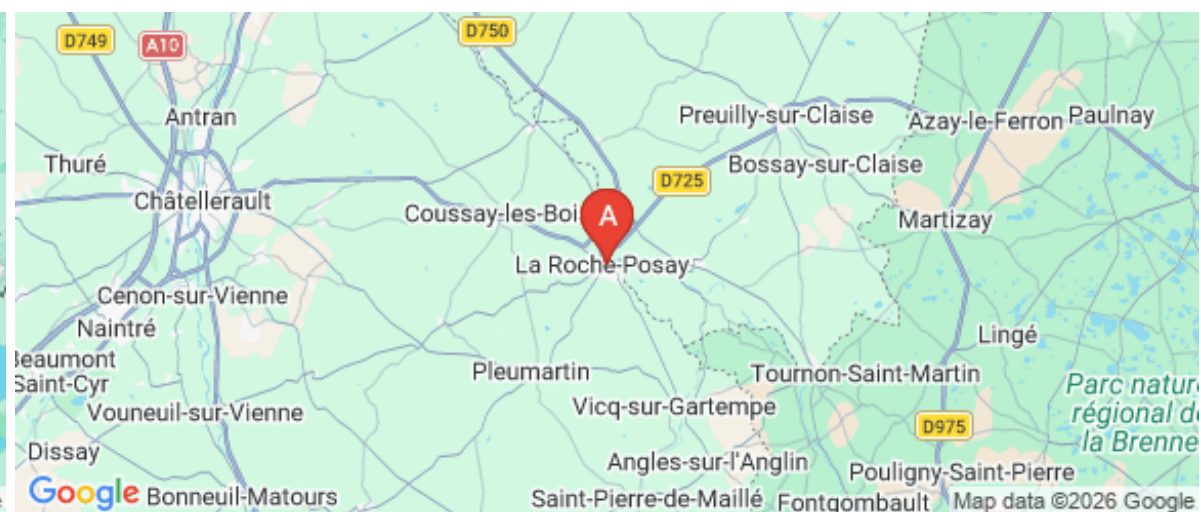 D749
A10
D750
Antran
Preuilly-sur-Claise
Azay-le-Ferron
Paulnay
Thuré
Bossay-sur-Claise
D725
Châtellerault
Coussay-les-Boi
A
Martizay
La Roche-Posay
Cenon-sur-Vienne
Naintré
Lingé
Beaumont
Saint-Cyr
Pleumartin
Tournon-Saint-Martin
Parc nature
régional de
la Brenne
Vouneuil-sur-Vienne
Vicq-sur-Gartempe
D975
Dissay
Angles-sur-l'Anglin
Pouligny-Saint-Pierre
Google
Bonneuil-Matours
Saint-Pierre-de-Maillé
Fontgombault
Map data ©2026 Google